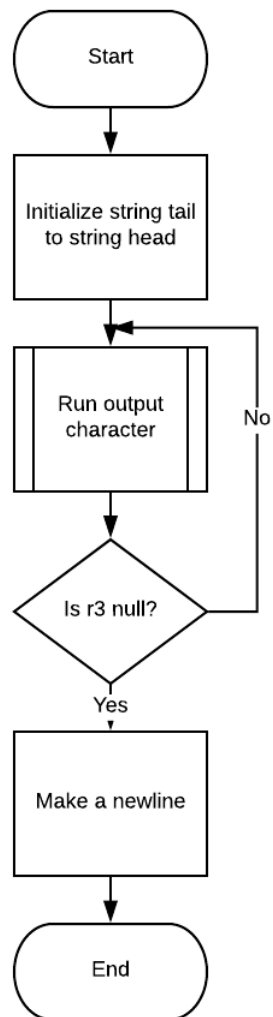 Start
Initialize string tail
to string head
Run output
character
No
Is r3 null?
Yes
Make a newline
End